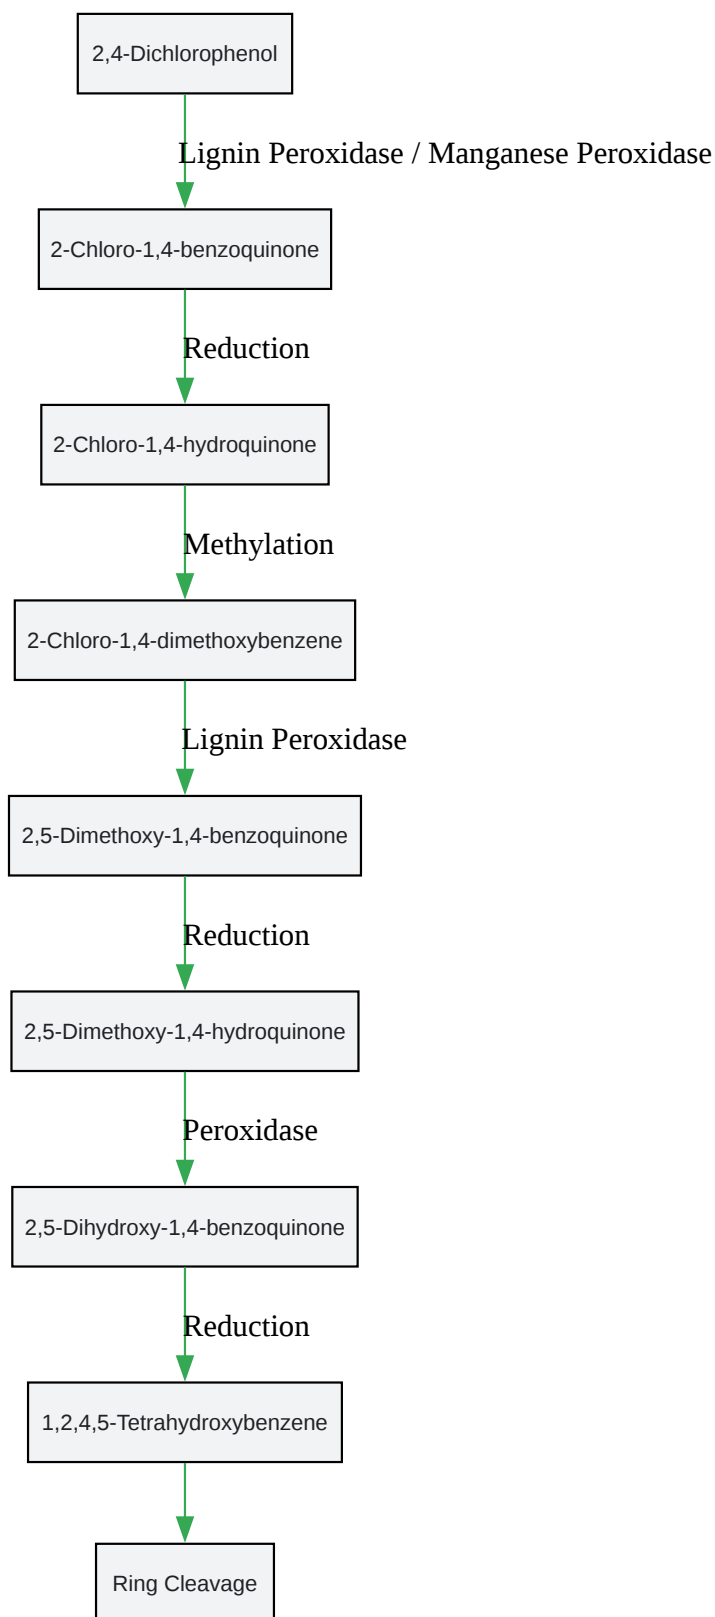 2,4-Dichlorophenol
Lignin Peroxidase / Manganese Peroxidase
2-Chloro-1,4-benzoquinone
Reduction
2-Chloro-1,4-hydroquinone
Methylation
2-Chloro-1,4-dimethoxybenzene
Lignin Peroxidase
2,5-Dimethoxy-1,4-benzoquinone
Reduction
2,5-Dimethoxy-1,4-hydroquinone
Peroxidase
2,5-Dihydroxy-1,4-benzoquinone
Reduction
1,2,4,5-Tetrahydroxybenzene
Ring Cleavage